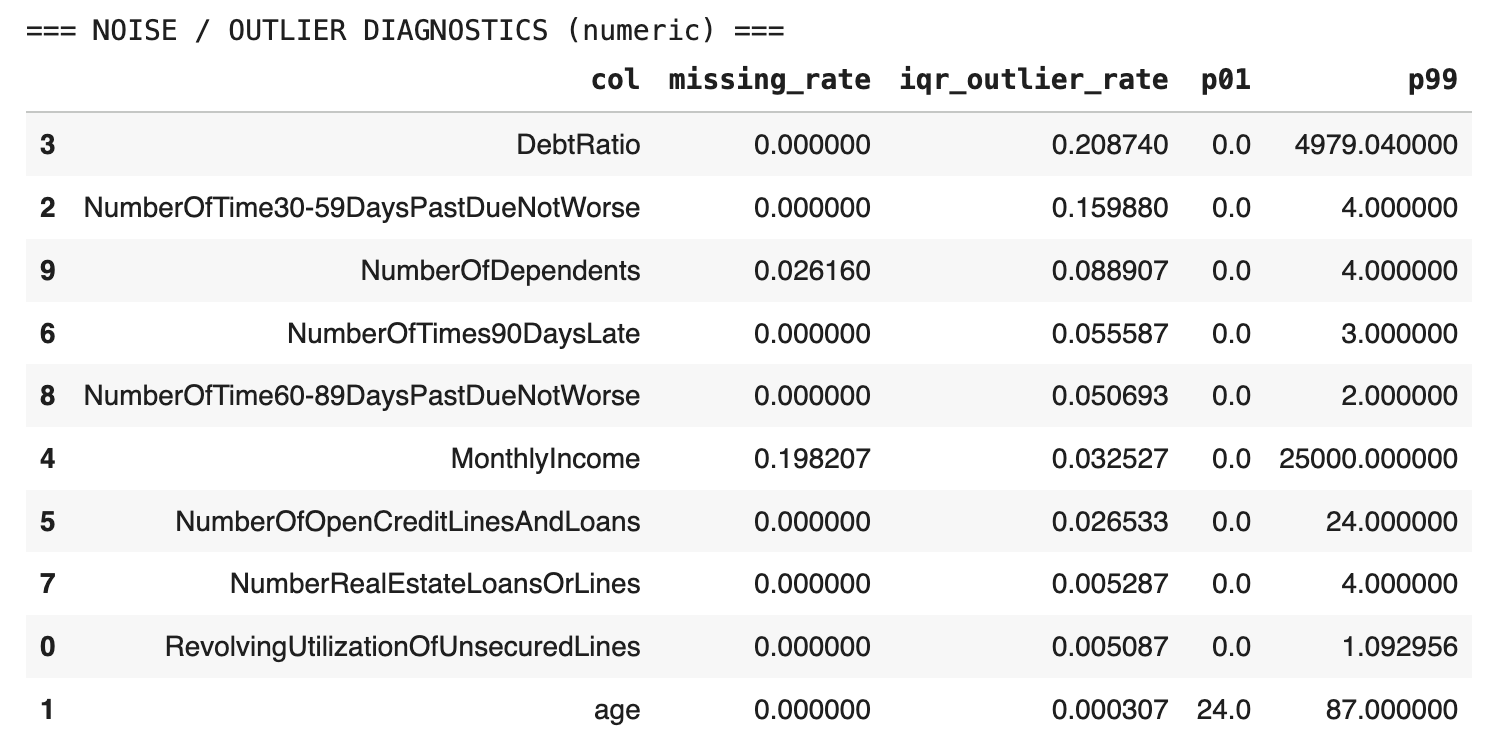 === NOISE / OUTLIER DIAGNOSTICS (numeric) ===
col missing_rate iqr_outlier_rate p01 p99
3 DebtRatio 0.000000 0.208740 0.0 4979.040000
2 NumberOfTime30-59DaysPastDueNotWorse 0.000000 0.159880 0.0 4.000000
9 NumberOfDependents 0.026160 0.088907 0.0 4.000000
6 NumberOfTimes90DaysLate 0.000000 0.055587 0.0 3.000000
8 NumberOfTime60-89DaysPastDueNotWorse 0.000000 0.050693 0.0 2.000000
4 MonthlyIncome 0.198207 0.032527 0.0 25000.000000
5 NumberOfOpenCreditLinesAndLoans 0.000000 0.026533 0.0 24.000000
7 NumberRealEstateLoansOrLines 0.000000 0.005287 0.0 4.000000
0 RevolvingUtilizationOfUnsecuredLines 0.000000 0.005087 0.0 1.092956
1 age 0.000000 0.000307 24.0 87.000000